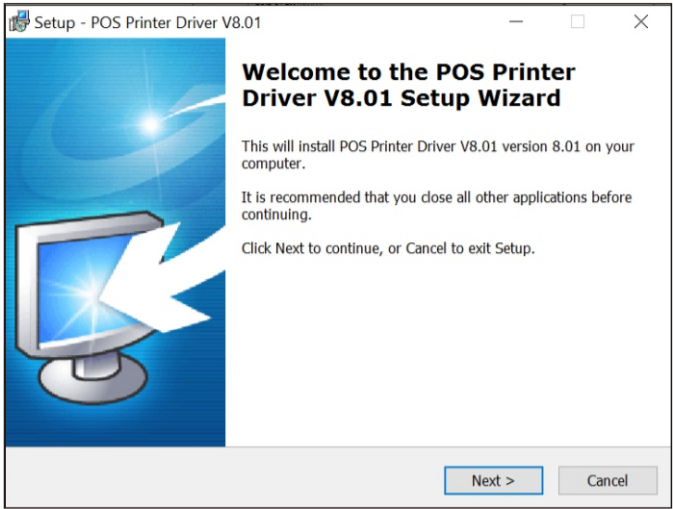 Setup - POS Printer Driver V8.01
Welcome to the POS Printer
Driver V8.01 Setup Wizard
This will install POS Printer Driver V8.01 version 8.01 on your
computer.
It is recommended that you close all other applications before
continuing.
Click Next to continue, or Cancel to exit Setup.
Next >
Cancel